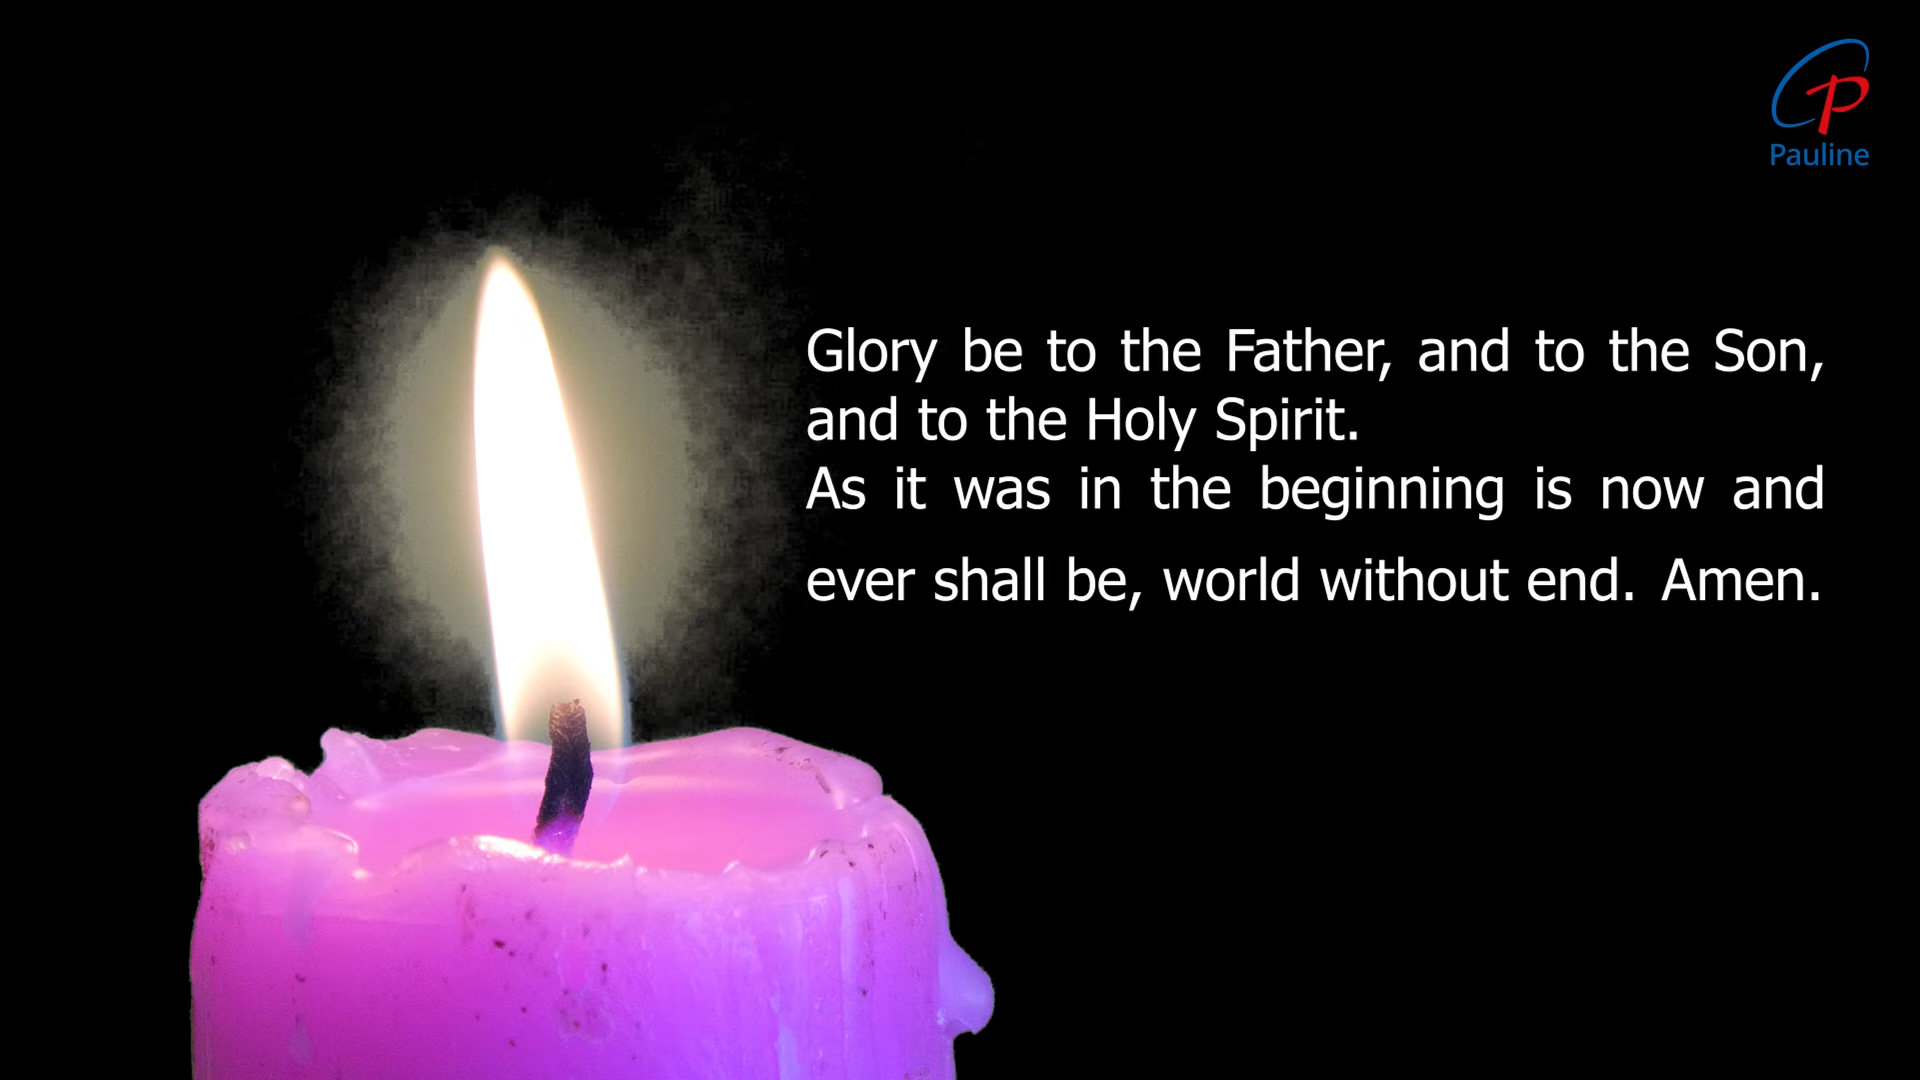 Pauline
Glory be to the Father, and to the Son,
and to the Holy Spirit.
As it was in the beginning is now and
ever shall be, world without end. Amen.